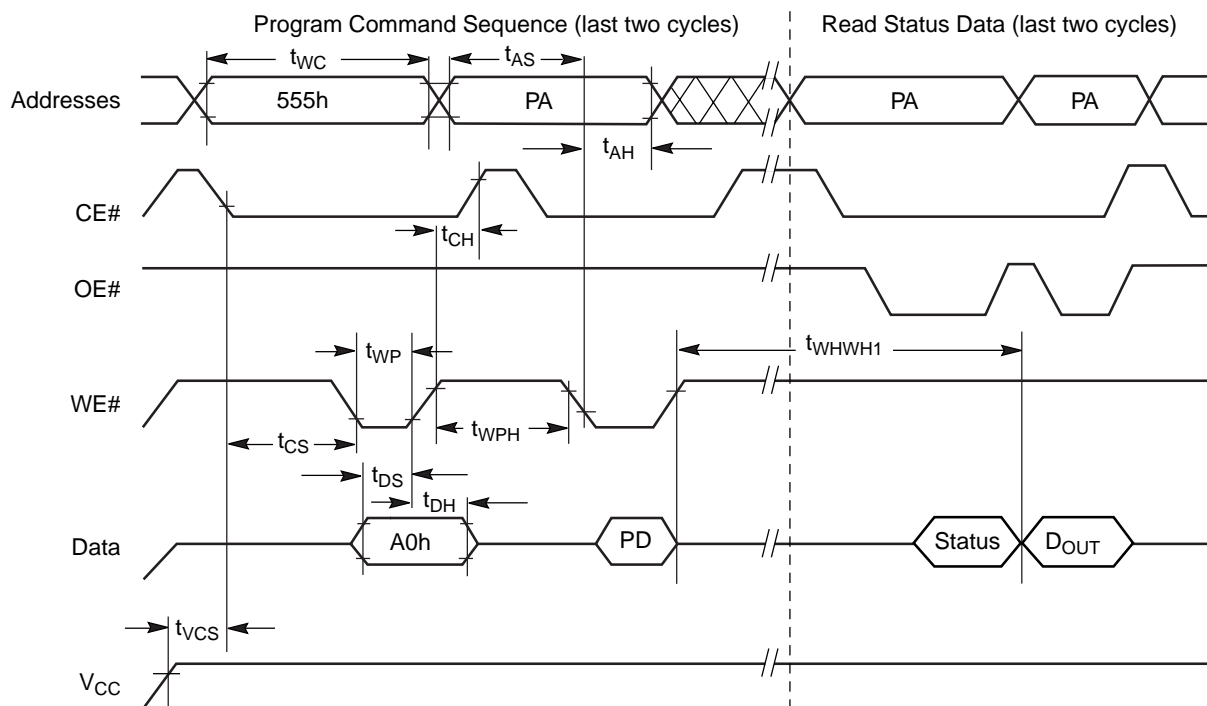 Program Command Sequence (last two cycles)
Read Status Data (last two cycles)
tWC
tAS
Addresses
555h
PA
PA
PA
tAH
CE#
tCH
OE#
tWP
tWHWH1
WE#
tCS
tWPH
tDS
tDH
Data
A0h
PD
Status
DOUT
tVCS
VCC